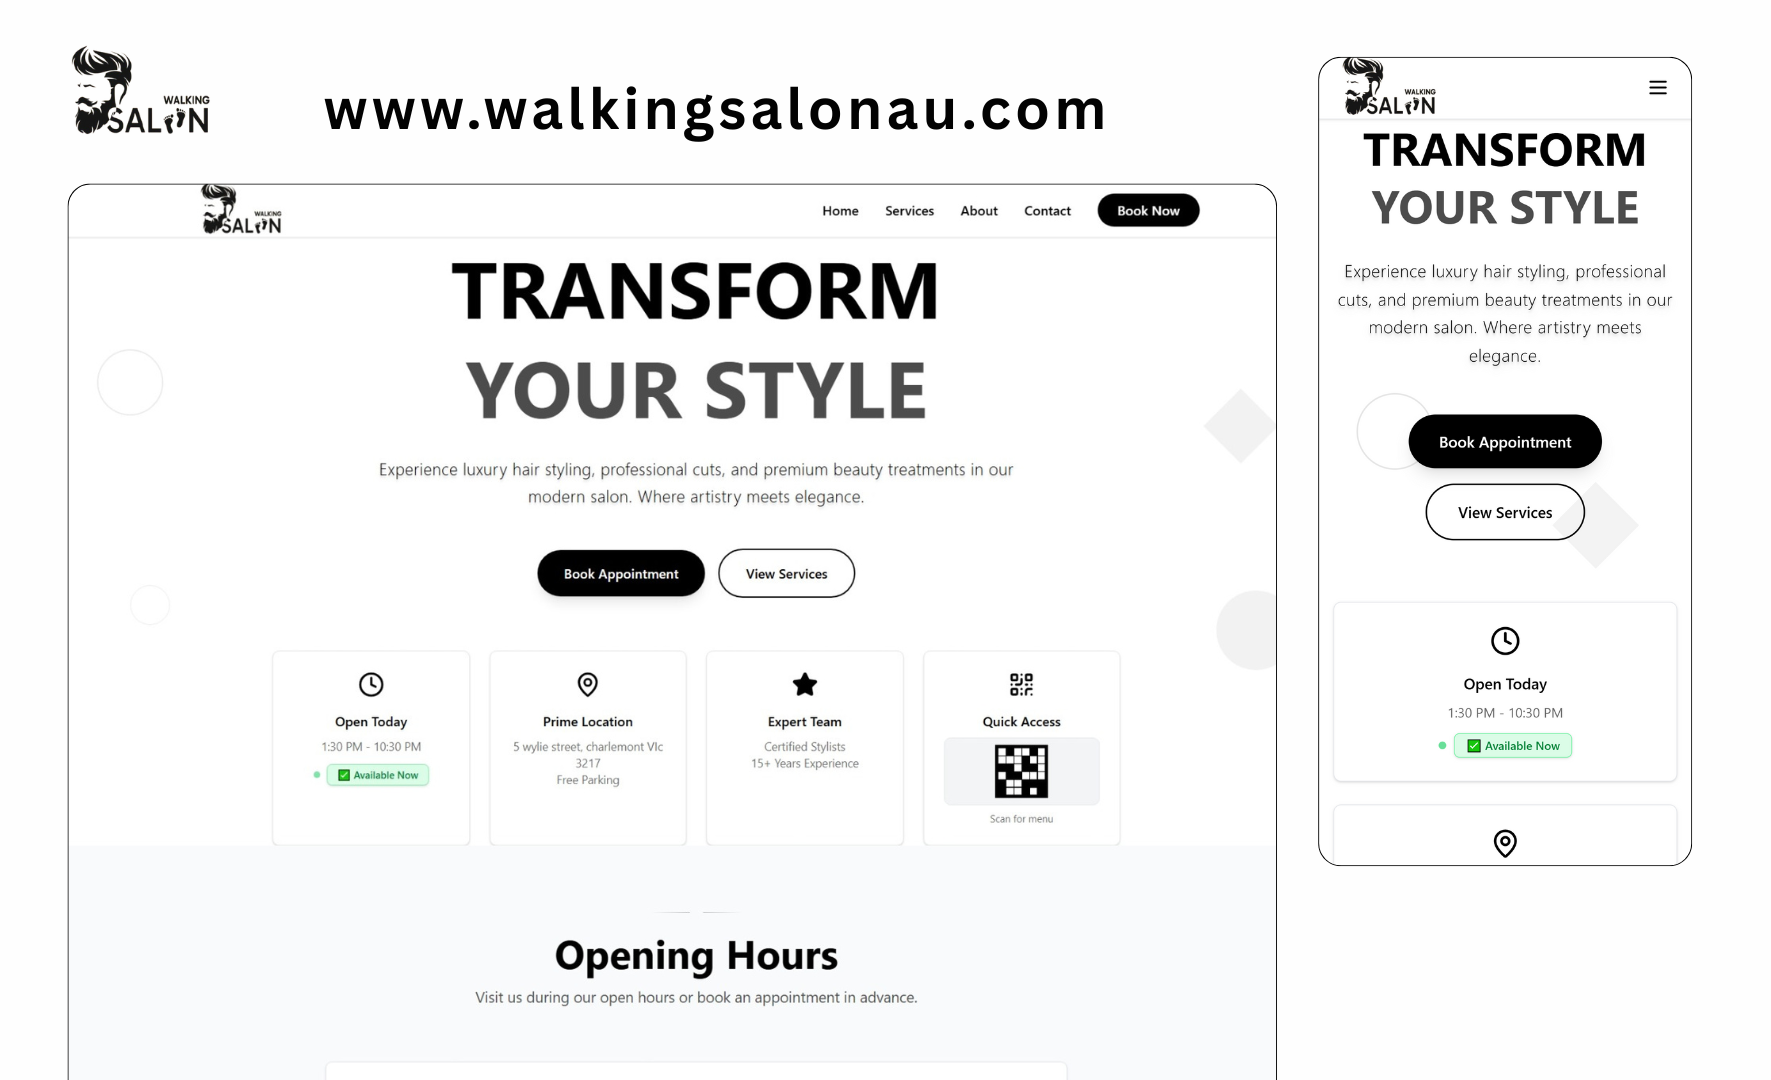 WALKING
SALON
www.walkingsalonau.com
WALKING
SALON
Home
Services
About
Contact
Book Now
TRANSFORM
YOUR STYLE
Experience luxury hair styling, professional cuts, and premium beauty treatments in our
modern salon. Where artistry meets elegance.
Book Appointment
View Services
Open Today
1:30 PM - 10:30 PM
Available Now
Prime Location
5 wylie street, charlemont VIc
3217
Free Parking
Expert Team
Certified Stylists
15+ Years Experience
Quick Access
Scan for menu
Opening Hours
Visit us during our open hours or book an appointment in advance.
WALKING
SALON
TRANSFORM
YOUR STYLE
Experience luxury hair styling, professional
cuts, and premium beauty treatments in our
modern salon. Where artistry meets
elegance.
Book Appointment
View Services
Open Today
1:30 PM - 10:30 PM
Available Now